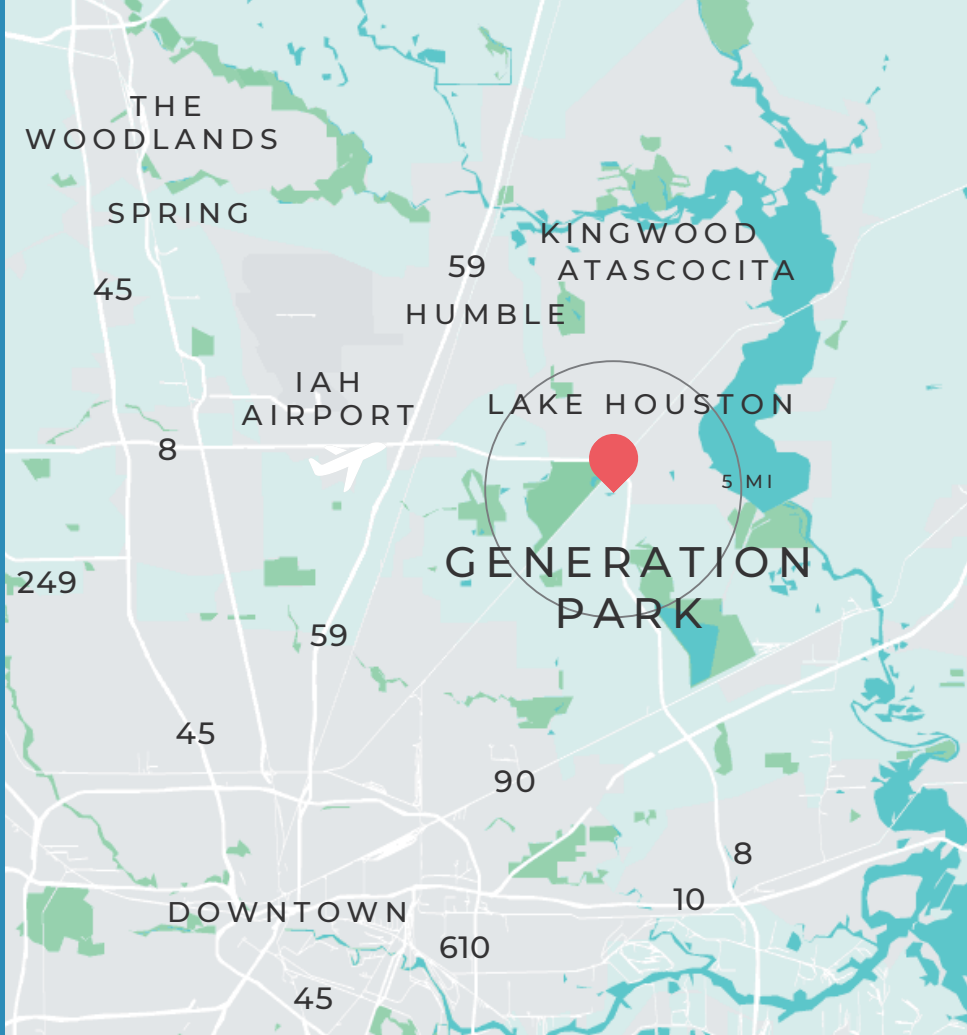 THE
WOODLANDS
SPRING
KINGWOOD
59
ATASCOCITA
45
HUMBLE
IAH
AIRPORT
LAKE HOUSTON
8
5 MI
GENERATION
PARK
249
59
45
90
8
10
DOWNTOWN
610
45